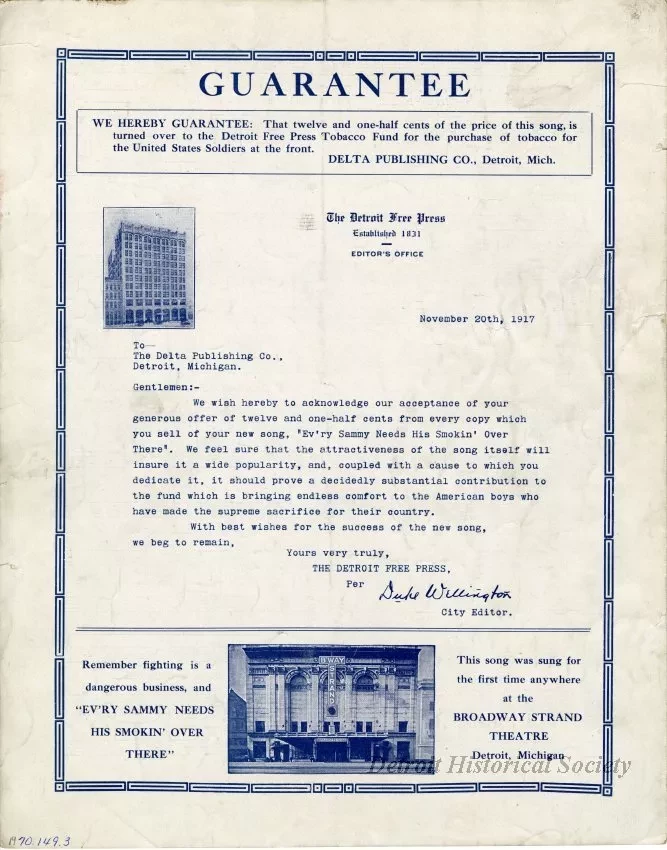 GUARANTEE
WE HEREBY GUARANTEE: That twelve and one-half cents of the price of this song, is
turned over to the Detroit Free Press Tobacco Fund for the purchase of tobacco for
the United States Soldiers at the front.
DELTA PUBLISHING CO., Detroit, Mich.
The Detroit Free Press
Established 1831
EDITOR'S OFFICE
November 20th, 1917
To—
The Delta Publishing Co.,
Detroit, Michigan.
Gentlemen:-
We wish hereby to acknowledge our acceptance of your
generous offer of twelve and one-half cents from every copy which
you sell of your new song, "Ev'ry Sammy Needs His Smokin' Over
There". We feel sure that the attractiveness of the song itself will
insure it a wide popularity, and, coupled with a cause to which you
dedicate it, it should prove a decidedly substantial contribution to
the fund which is bringing endless comfort to the American boys who
have made the supreme sacrifice for their country.
With best wishes for the success of the new song,
we beg to remain,
Yours very truly,
THE DETROIT FREE PRESS,
Per
Duke Wellington
City Editor.
Remember fighting is a
dangerous business, and
"EV'RY SAMMY NEEDS
HIS SMOKIN' OVER
THERE"
B'WAY
STRAND
This song was sung for
the first time anywhere
at the
BROADWAY STRAND
THEATRE
Detroit, Michigan
Detroit Historical Society
1970.149.3